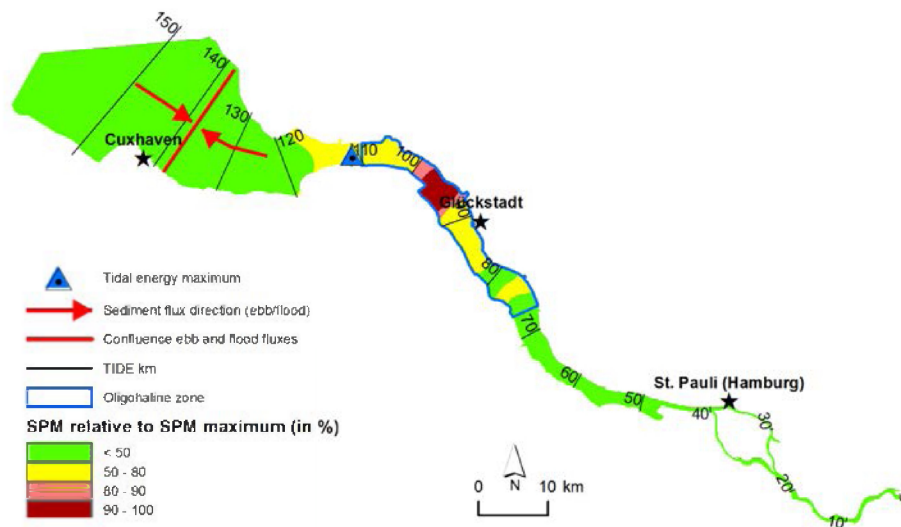 150
140
130
120
110
100
Cuxhaven
Glückstadt
80
70
60
50
St. Pauli (Hamburg)
40
30
20
10
Tidal energy maximum
Sediment flux direction (ebb/flood)
Confluence ebb and flood fluxes
TIDE km
Oligohaline zone
SPM relative to SPM maximum (in %)
< 50
50 - 80
80 - 90
90 - 100
N
0 10 km